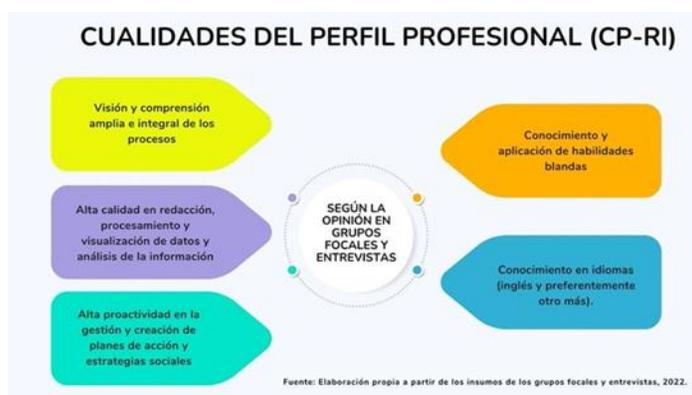 CUALIDADES DEL PERFIL PROFESIONAL (CP-RI)
Visión y comprensión
amplia e integral de los
procesos
Alta calidad en redacción,
procesamiento y
visualización de datos y
análisis de la información
Alta proactividad en la
gestión y creación de
planes de acción y
estrategias sociales
SEGÚN LA
OPINIÓN EN
GRUPOS
FOCALES Y
ENTREVISTAS
Conocimiento y
aplicación de habilidades
blandas
Conocimiento en idiomas
(inglés y preferentemente
otro más).
Fuente: Elaboración propia a partir de los insumos de los grupos focales y entrevistas, 2022.